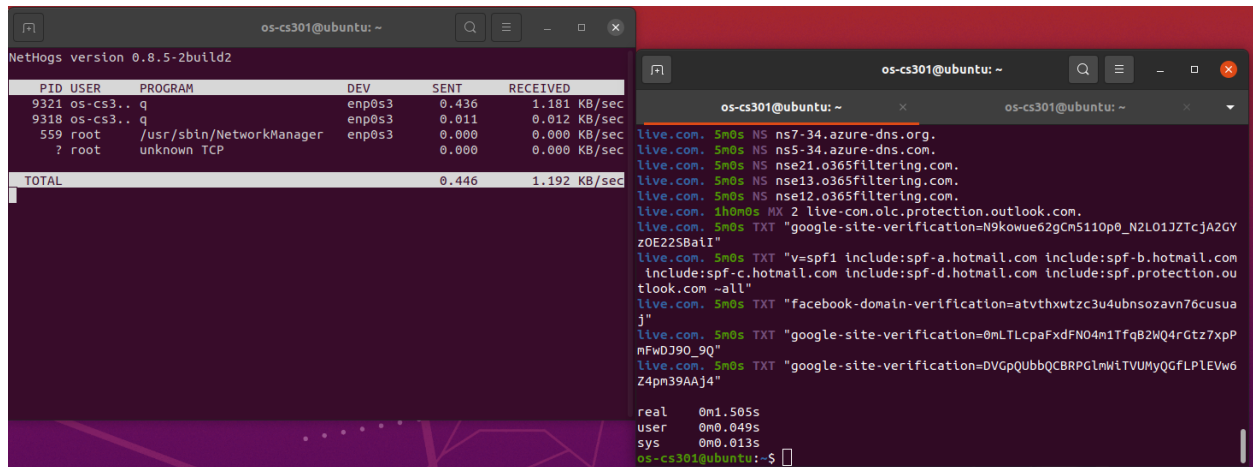 os-cs301@ubuntu: ~
NetHogs version 0.8.5-2build2
PID USER PROGRAM DEV SENT RECEIVED
9321 os-cs3.. q enp0s3 0.436 1.181 KB/sec
9318 os-cs3.. q enp0s3 0.011 0.012 KB/sec
559 root /usr/sbin/NetworkManager enp0s3 0.000 0.000 KB/sec
? root unknown TCP 0.000 0.000 KB/sec
TOTAL 0.446 1.192 KB/sec
os-cs301@ubuntu: ~
os-cs301@ubuntu: ~ os-cs301@ubuntu: ~
live.com. 5m0s NS ns7-34.azure-dns.org.
live.com. 5m0s NS ns5-34.azure-dns.com.
live.com. 5m0s NS nse21.o365filtering.com.
live.com. 5m0s NS nse13.o365filtering.com.
live.com. 5m0s NS nse12.o365filtering.com.
live.com. 1h0m0s MX 2 live-com.olc.protection.outlook.com.
live.com. 5m0s TXT "google-site-verification=N9kowue62gCm511Op0_N2LO1JZTcjA2GY
zOE22SBaiI"
live.com. 5m0s TXT "v=spf1 include:spf-a.hotmail.com include:spf-b.hotmail.com
include:spf-c.hotmail.com include:spf-d.hotmail.com include:spf.protection.ou
tlook.com ~all"
live.com. 5m0s TXT "facebook-domain-verification=atvthxwtzc3u4ubnsozavn76cusua
j"
live.com. 5m0s TXT "google-site-verification=0mLTLcpaFxdFNO4m1TfqB2WQ4rGtz7xpP
mFwDJ9O_9Q"
live.com. 5m0s TXT "google-site-verification=DVGpQUbbQCBRPGlmWiTVUMyQGfLPlEVw6
Z4pm39AAj4"
real 0m1.505s
user 0m0.049s
sys 0m0.013s
os-cs301@ubuntu:~$